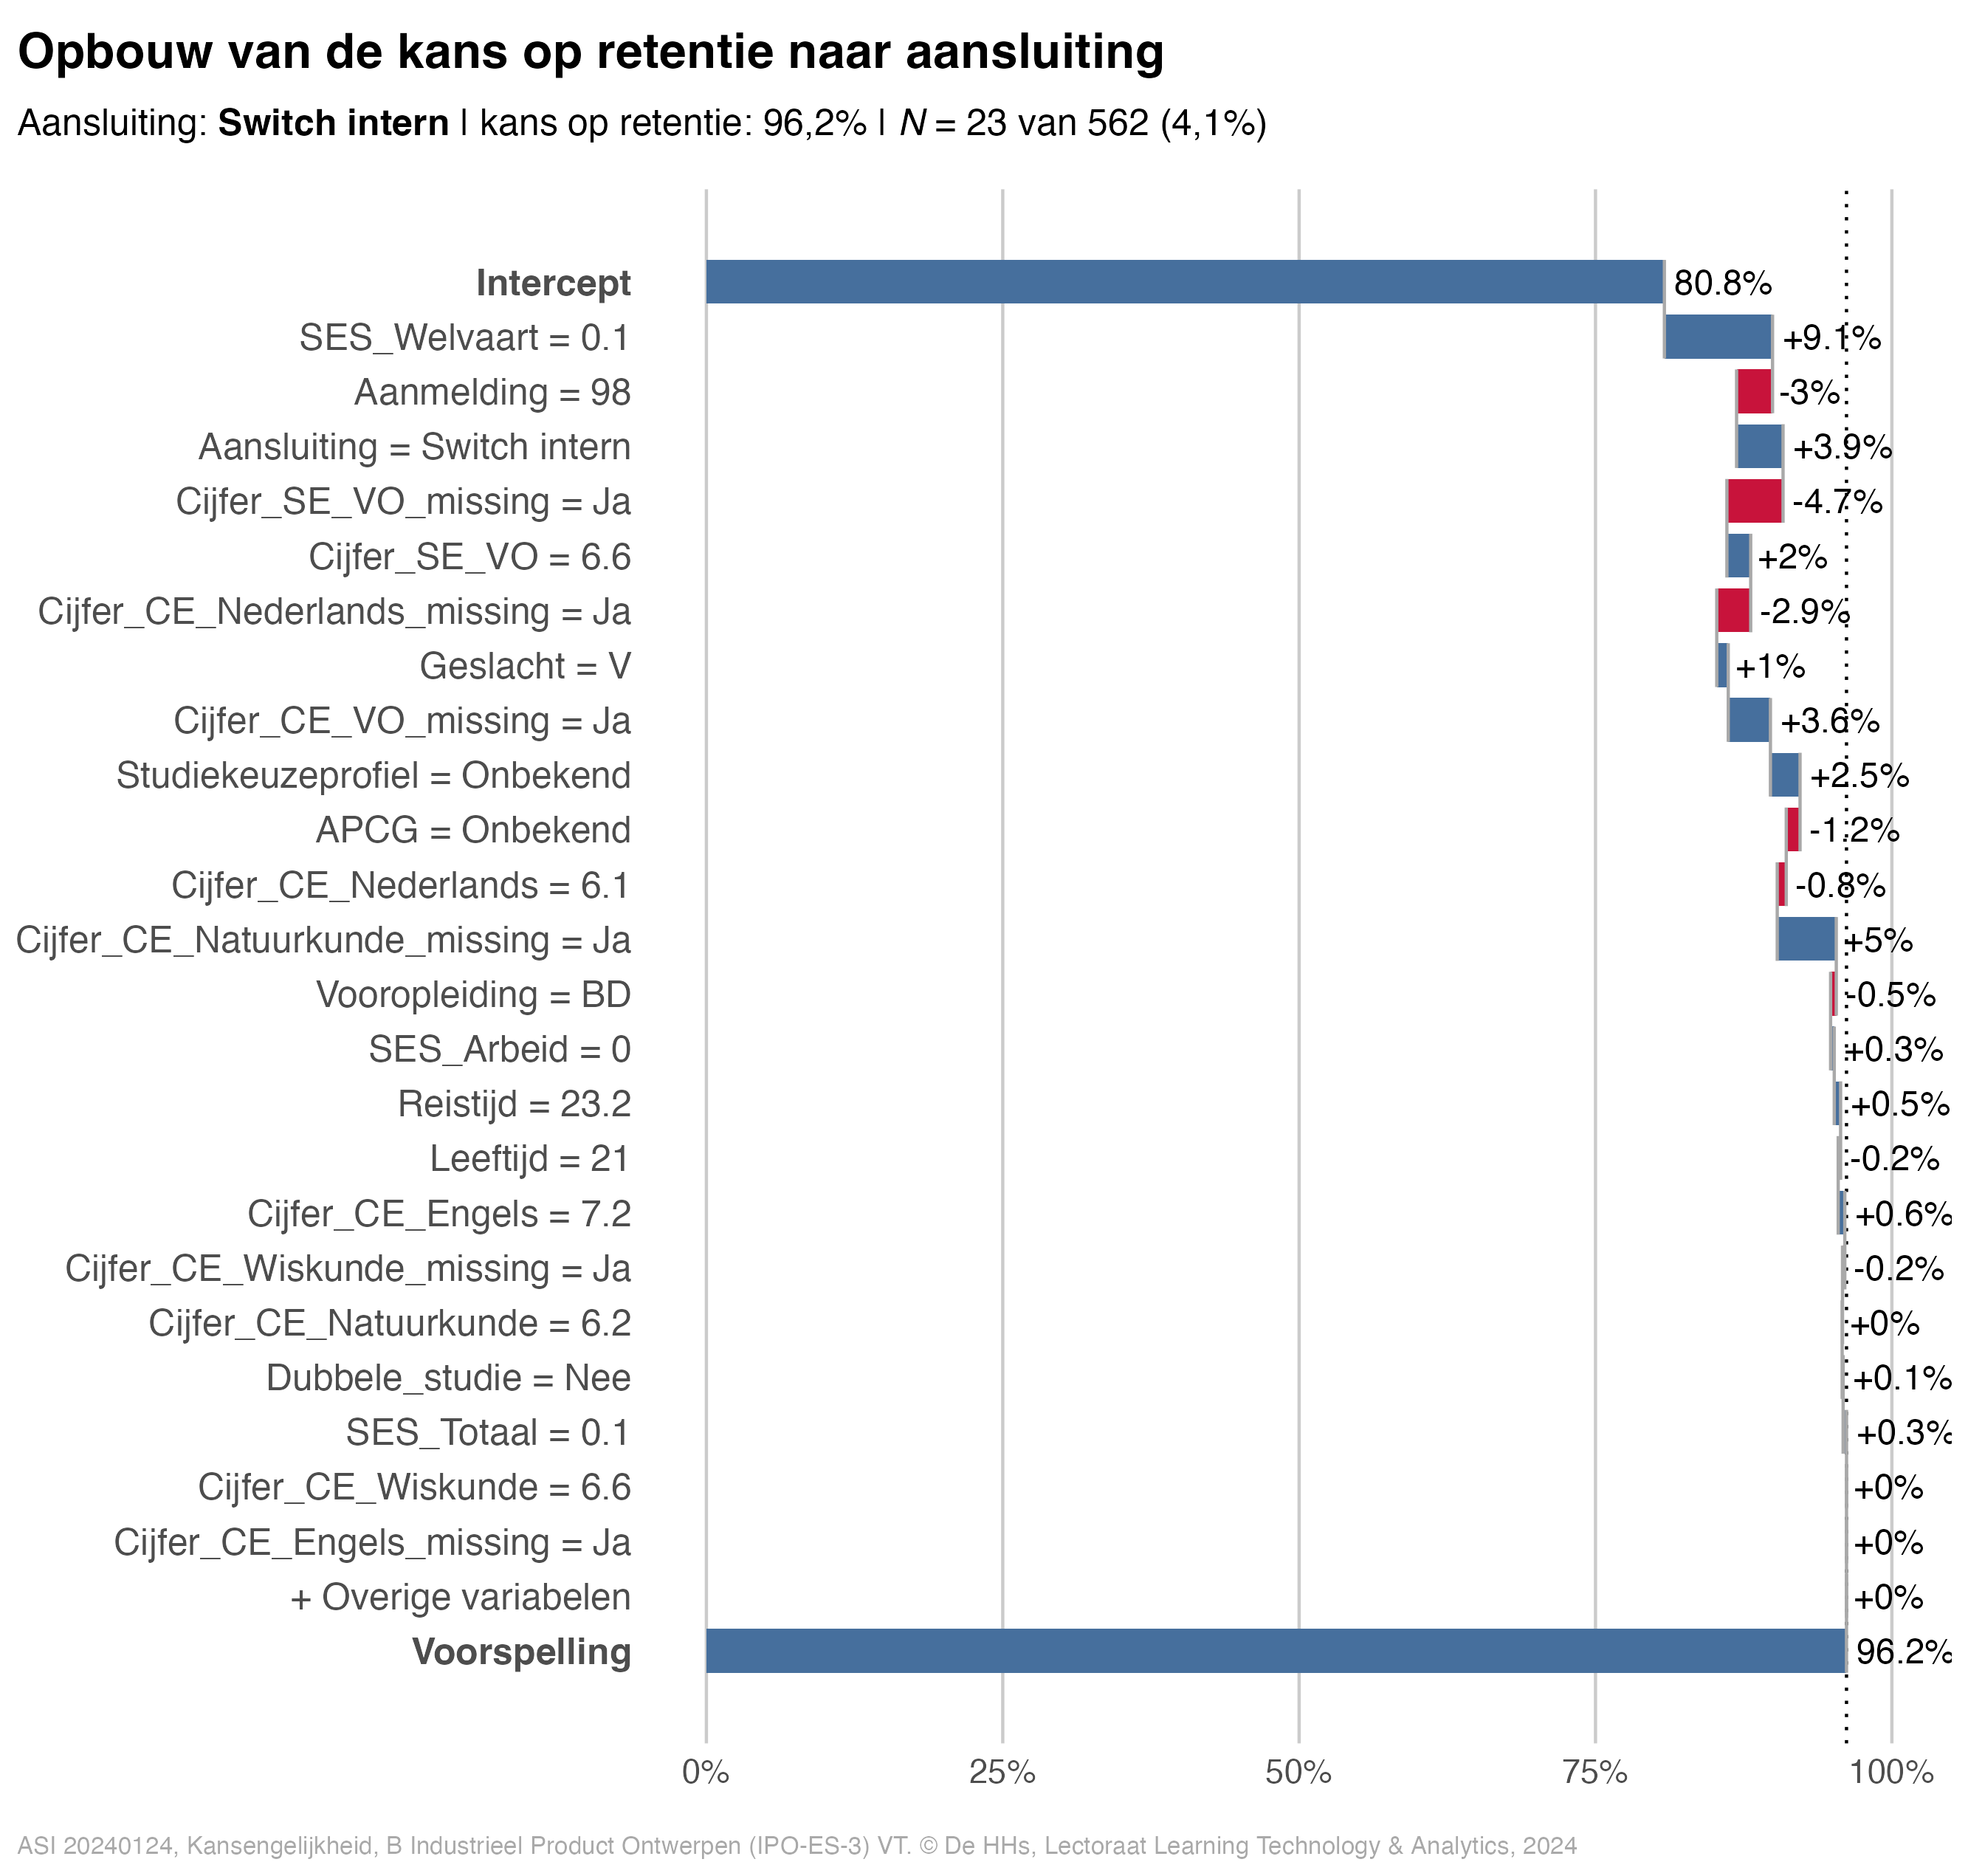 Opbouw van de kans op retentie naar aansluiting
Aansluiting: Switch intern | kans op retentie: 96,2% | N = 23 van 562 (4,1%)
Intercept 80.8%
SES_Welvaart = 0.1 +9.1%
Aanmelding = 98 -3%
Aansluiting = Switch intern +3.9%
Cijfer_SE_VO_missing = Ja -4.7%
Cijfer_SE_VO = 6.6 +2%
Cijfer_CE_Nederlands_missing = Ja -2.9%
Geslacht = V +1%
Cijfer_CE_VO_missing = Ja +3.6%
Studiekeuzeprofiel = Onbekend +2.5%
APCG = Onbekend -1.2%
Cijfer_CE_Nederlands = 6.1 -0.8%
Cijfer_CE_Natuurkunde_missing = Ja +5%
Vooropleiding = BD -0.5%
SES_Arbeid = 0 +0.3%
Reistijd = 23.2 +0.5%
Leeftijd = 21 -0.2%
Cijfer_CE_Engels = 7.2 +0.6%
Cijfer_CE_Wiskunde_missing = Ja -0.2%
Cijfer_CE_Natuurkunde = 6.2 +0%
Dubbele_studie = Nee +0.1%
SES_Totaal = 0.1 +0.3%
Cijfer_CE_Wiskunde = 6.6 +0%
Cijfer_CE_Engels_missing = Ja +0%
+ Overige variabelen +0%
Voorspelling 96.2%
0% 25% 50% 75% 100%
ASI 20240124, Kansengelijkheid, B Industrieel Product Ontwerpen (IPO-ES-3) VT. © De HHs, Lectoraat Learning Technology & Analytics, 2024